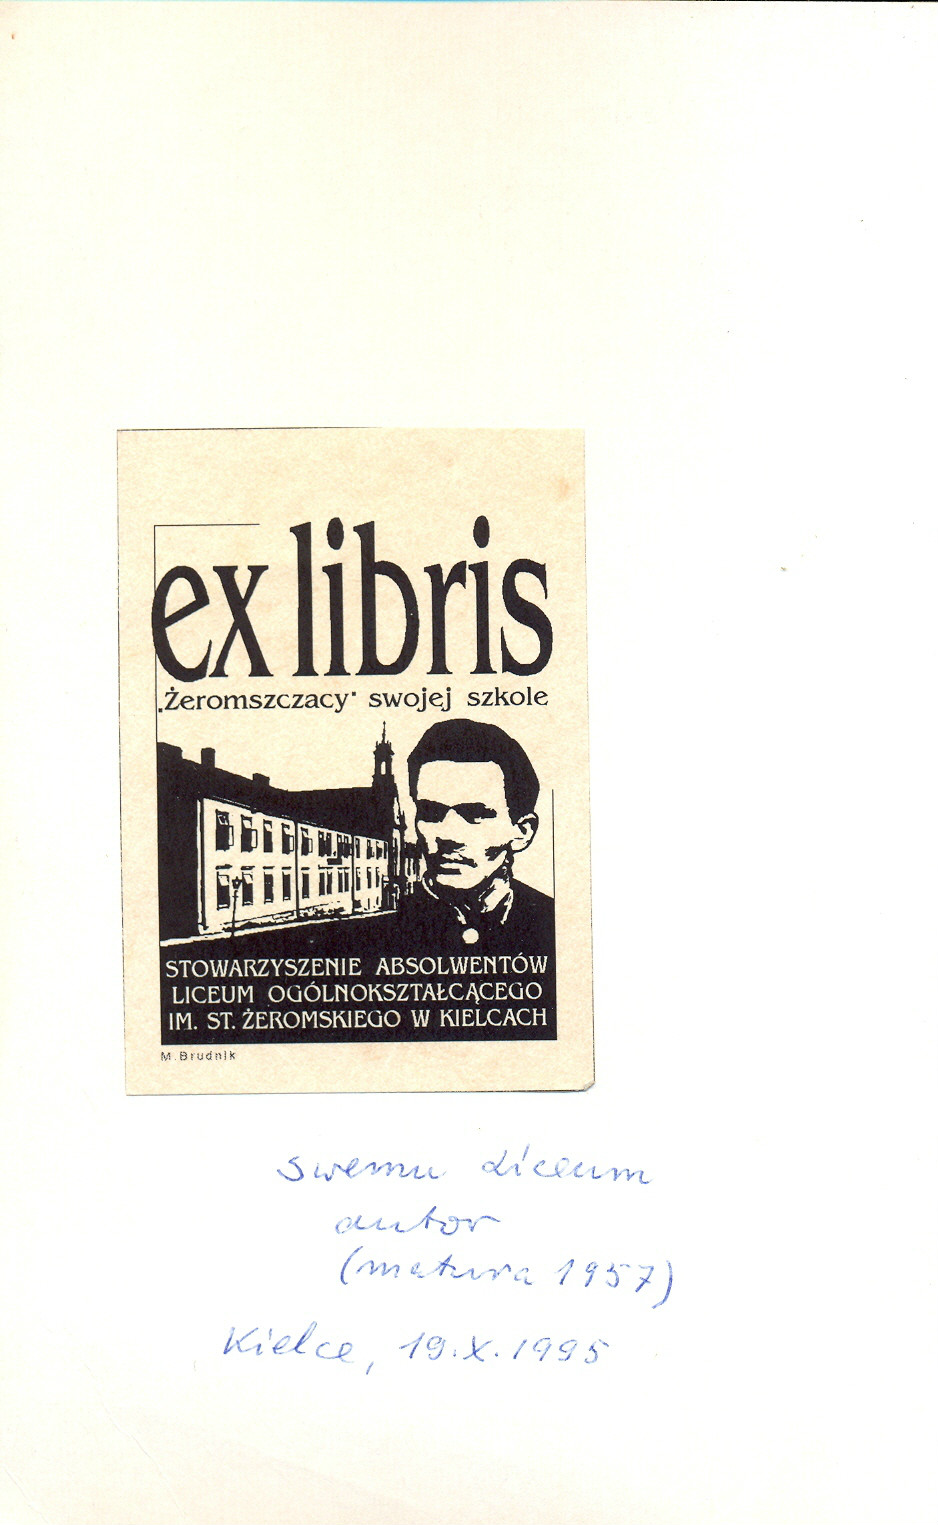 ex libris
„Żeromszczacy" swojej szkole
STOWARZYSZENIE ABSOLWENTÓW
LICEUM OGÓLNOKSZTAŁCĄCEGO
IM. ST. ŻEROMSKIEGO W KIELCACH
M. Brudnik
Swemu Liceum
autor
(matura 1957)
Kielce, 19.X.1995